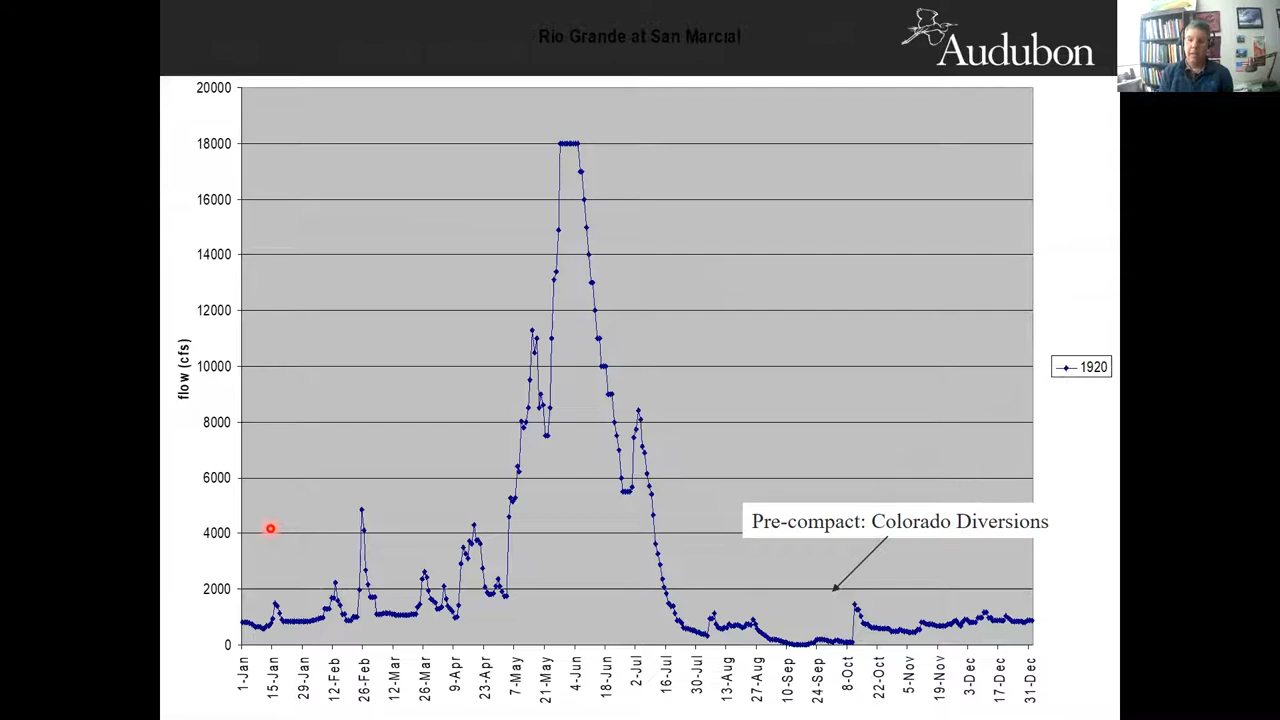 Rio Grande at San Marcial
Audubon
20000
18000
16000
14000
12000
10000
8000
6000
4000
2000
0
flow (cfs)
1920
Pre-compact: Colorado Diversions
1-Jan
15-Jan
29-Jan
12-Feb
26-Feb
12-Mar
26-Mar
9-Apr
23-Apr
7-May
21-May
4-Jun
18-Jun
2-Jul
16-Jul
30-Jul
13-Aug
27-Aug
10-Sep
24-Sep
8-Oct
22-Oct
5-Nov
19-Nov
3-Dec
17-Dec
31-Dec